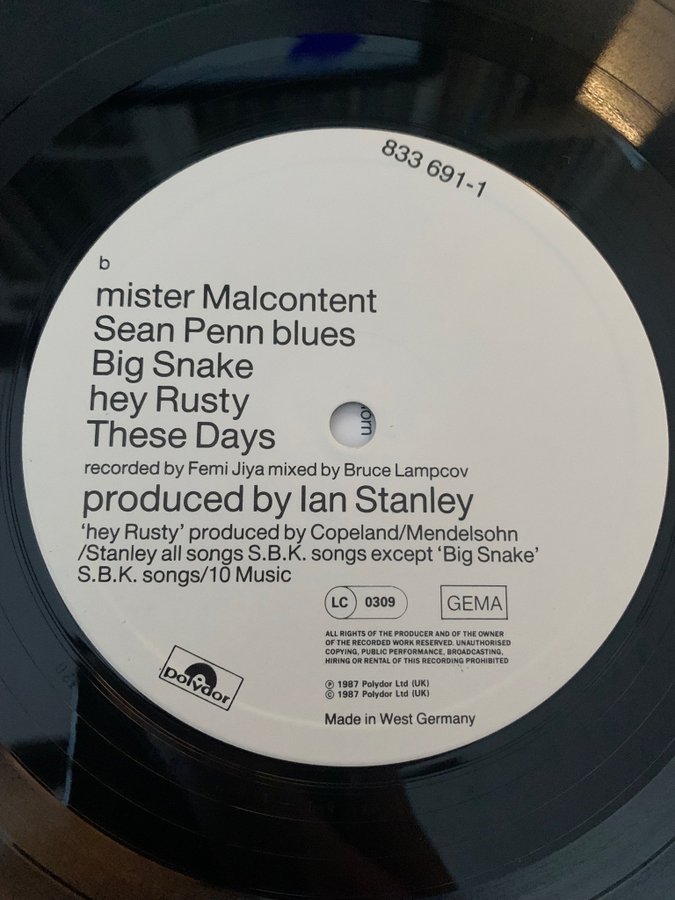 833 691-1
b
mister Malcontent
Sean Penn blues
Big Snake
hey Rusty
These Days
recorded by Femi Jiya mixed by Bruce Lampcov
produced by Ian Stanley
‘hey Rusty’ produced by Copeland/Mendelsohn
/Stanley all songs S.B.K. songs except ‘Big Snake’
S.B.K. songs/10 Music
LC 0309 GEMA
ALL RIGHTS OF THE PRODUCER AND OF THE OWNER
OF THE RECORDED WORK RESERVED. UNAUTHORISED
COPYING, PUBLIC PERFORMANCE, BROADCASTING,
HIRING OR RENTAL OF THIS RECORDING PROHIBITED
polydor
℗ 1987 Polydor Ltd (UK)
© 1987 Polydor Ltd (UK)
Made in West Germany